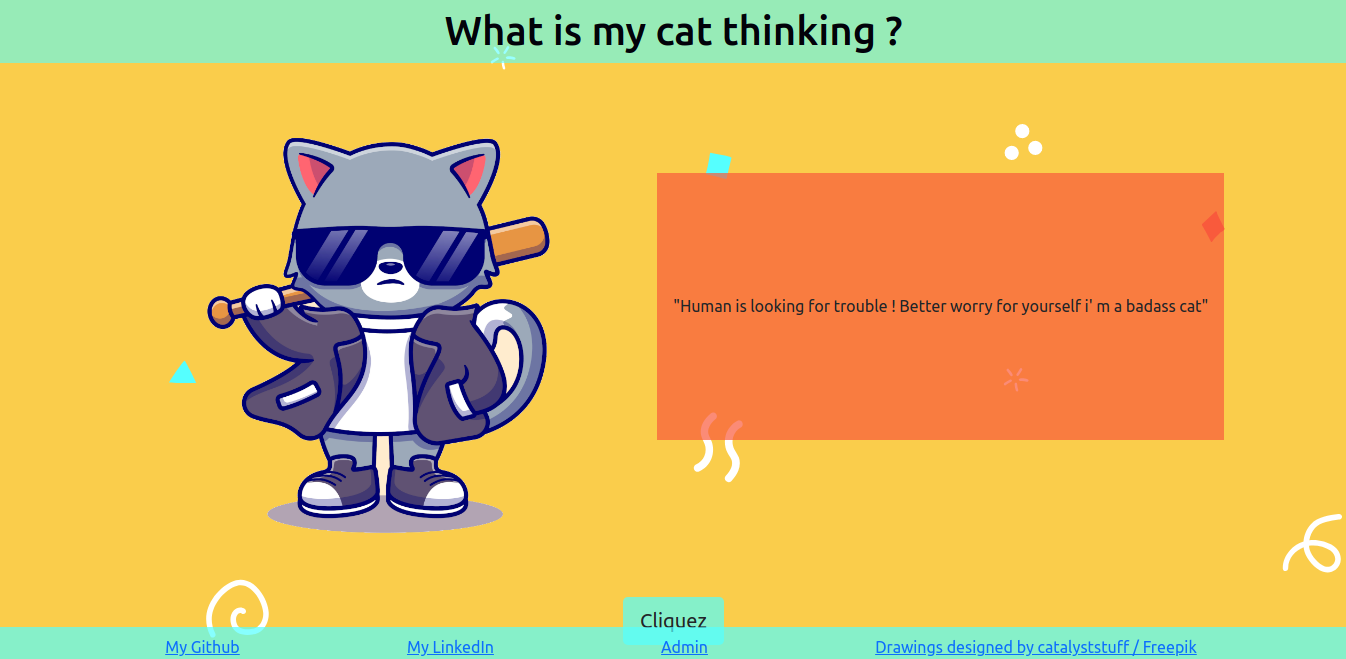 What is my cat thinking ?
"Human is looking for trouble ! Better worry for yourself i' m a badass cat"
Cliquez
My Github My LinkedIn Admin Drawings designed by catalyststuff / Freepik